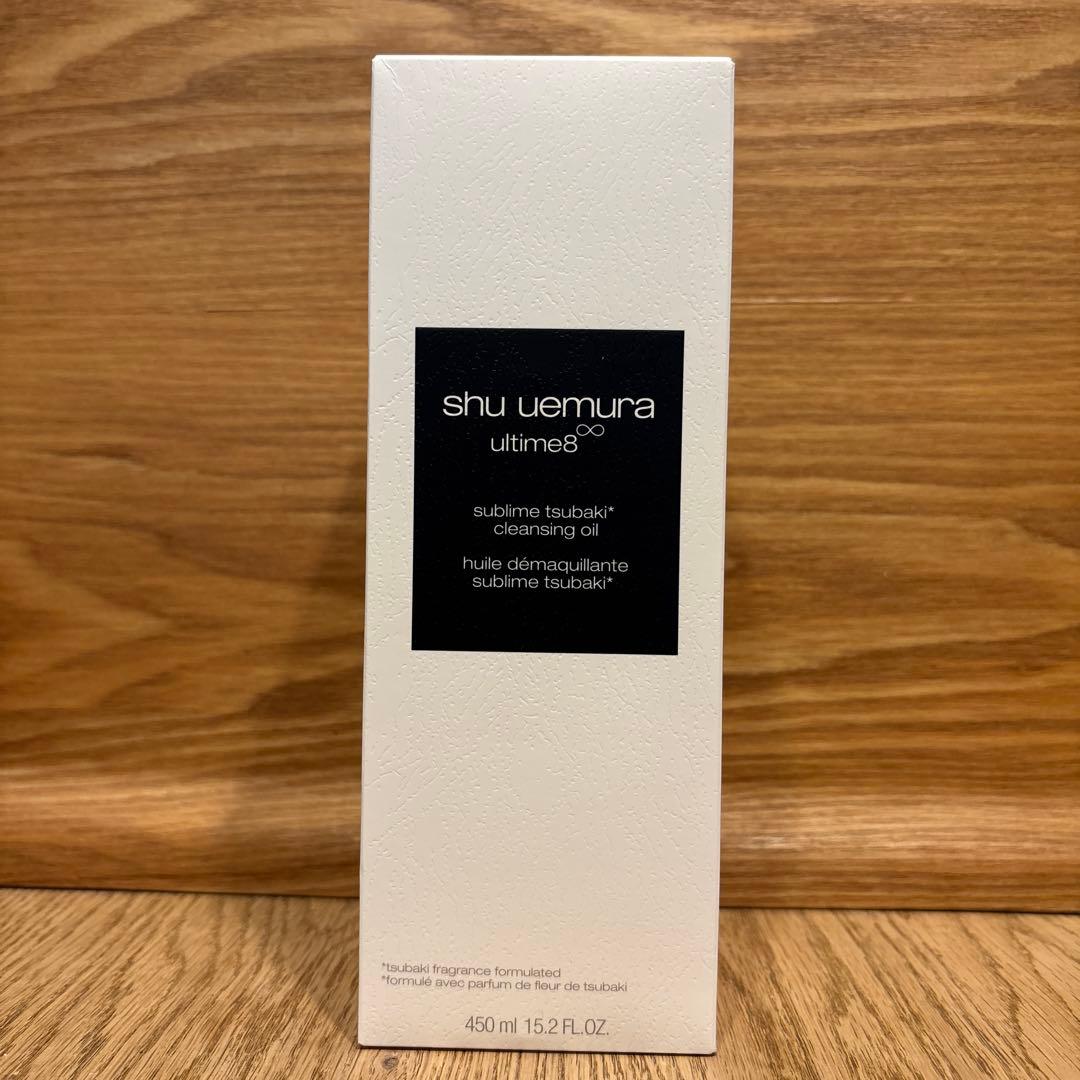 shu uemura
ultime8∞
sublime tsubaki*
cleansing oil
huile démaquillante
sublime tsubaki*
*tsubaki fragrance formulated
*formulé avec parfum de fleur de tsubaki
450 ml 15.2 FL.OZ.